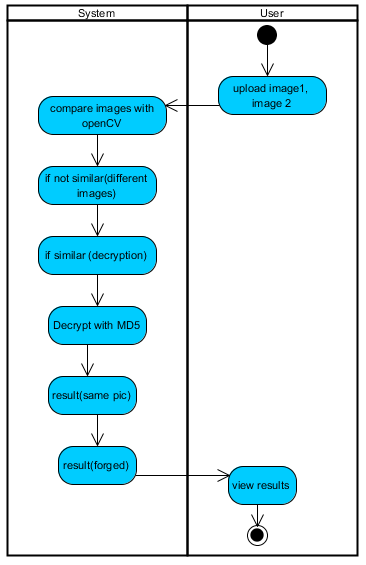 System
User
upload image1,
image 2
compare images with
openCV
if not similar(different
images)
if similar (decryption)
Decrypt with MD5
result(same pic)
result(forged)
view results